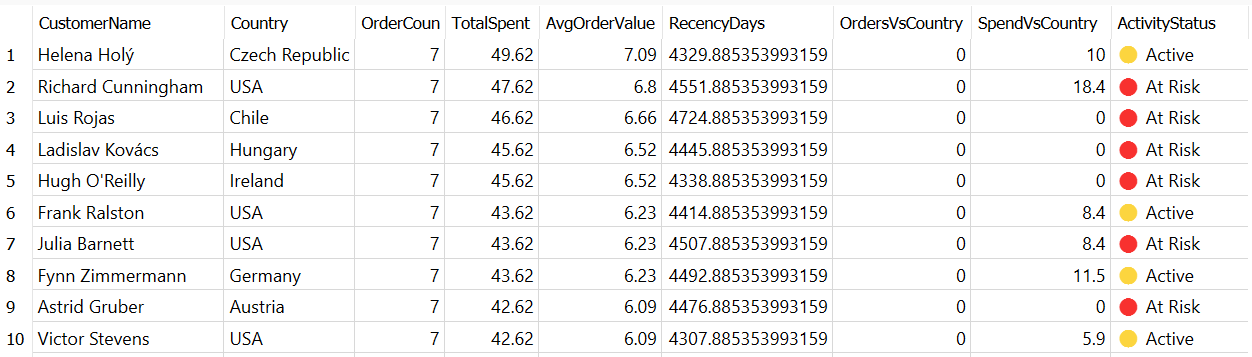 CustomerName Country OrderCoun TotalSpent AvgOrderValue RecencyDays OrdersVsCountry SpendVsCountry ActivityStatus
1 Helena Holý Czech Republic 7 49.62 7.09 4329.885353993159 0 10 Active
2 Richard Cunningham USA 7 47.62 6.8 4551.885353993159 0 18.4 At Risk
3 Luis Rojas Chile 7 46.62 6.66 4724.885353993159 0 0 At Risk
4 Ladislav Kovács Hungary 7 45.62 6.52 4445.885353993159 0 0 At Risk
5 Hugh O'Reilly Ireland 7 45.62 6.52 4338.885353993159 0 0 At Risk
6 Frank Ralston USA 7 43.62 6.23 4414.885353993159 0 8.4 Active
7 Julia Barnett USA 7 43.62 6.23 4507.885353993159 0 8.4 At Risk
8 Fynn Zimmermann Germany 7 43.62 6.23 4492.885353993159 0 11.5 Active
9 Astrid Gruber Austria 7 42.62 6.09 4476.885353993159 0 0 At Risk
10 Victor Stevens USA 7 42.62 6.09 4307.885353993159 0 5.9 Active